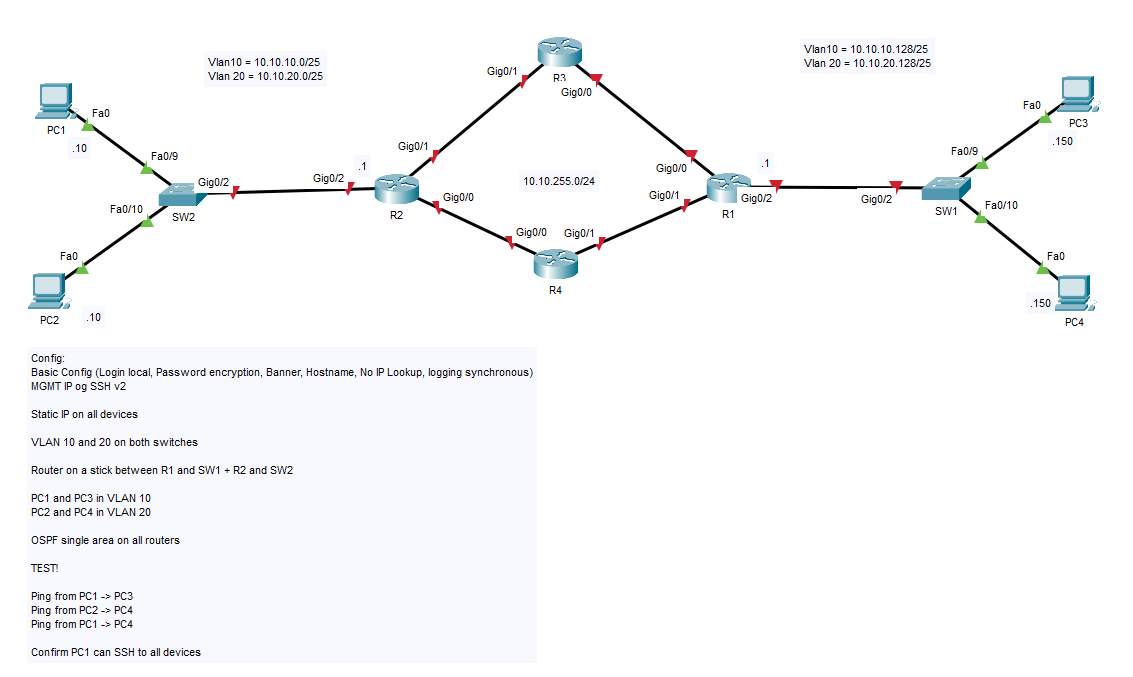 Vlan10 = 10.10.10.0/25
Vlan 20 = 10.10.20.0/25
Vlan10 = 10.10.10.128/25
Vlan 20 = 10.10.20.128/25
R3
Gig0/1
Gig0/0
PC1
Fa0
.10
Fa0/9
SW2
Gig0/2
Fa0/10
Fa0
PC2
.10
.1
Gig0/2
Gig0/1
R2
Gig0/0
10.10.255.0/24
Gig0/0
Gig0/1
R4
Gig0/0
Gig0/1
R1
.1
Gig0/2
Gig0/2
SW1
Fa0/9
Fa0
PC3
.150
Fa0/10
Fa0
.150
PC4
Config:
Basic Config (Login local, Password encryption, Banner, Hostname, No IP Lookup, logging synchronous)
MGMT IP og SSH v2
Static IP on all devices
VLAN 10 and 20 on both switches
Router on a stick between R1 and SW1 + R2 and SW2
PC1 and PC3 in VLAN 10
PC2 and PC4 in VLAN 20
OSPF single area on all routers
TEST!
Ping from PC1 -> PC3
Ping from PC2 -> PC4
Ping from PC1 -> PC4
Confirm PC1 can SSH to all devices